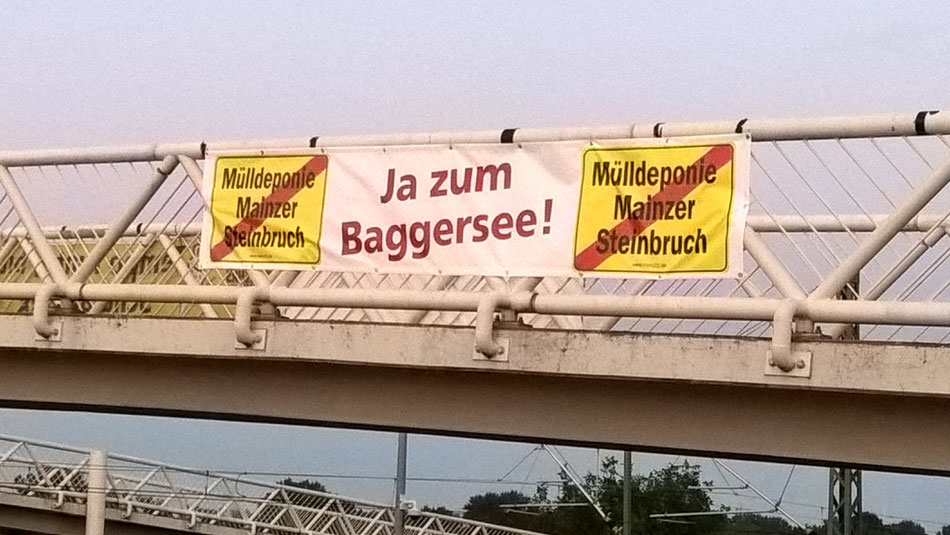 Mülldeponie
Mainzer
Steinbruch
Ja zum
Baggersee!
Mülldeponie
Mainzer
Steinbruch